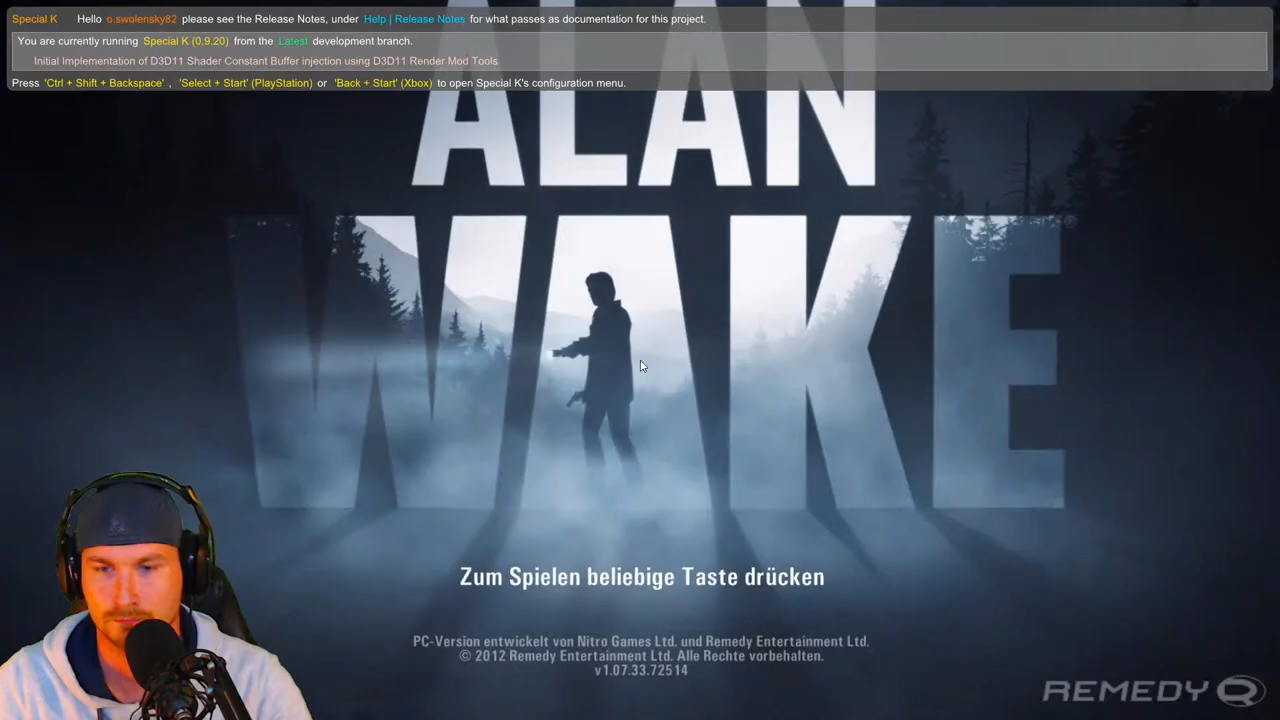 Special K Hello o.swolensky82 please see the Release Notes, under Help | Release Notes for what passes as documentation for this project.
You are currently running Special K (0.9.20) from the Latest development branch.
Initial Implementation of D3D11 Shader Constant Buffer injection using D3D11 Render Mod Tools
Press 'Ctrl + Shift + Backspace' , 'Select + Start' (PlayStation) or 'Back + Start' (Xbox) to open Special K's configuration menu.
ALAN
WAKE®
Zum Spielen beliebige Taste drücken
PC-Version entwickelt von Nitro Games Ltd. und Remedy Entertainment Ltd.
© 2012 Remedy Entertainment Ltd. Alle Rechte vorbehalten.
v1.07.33.72514
REMEDY